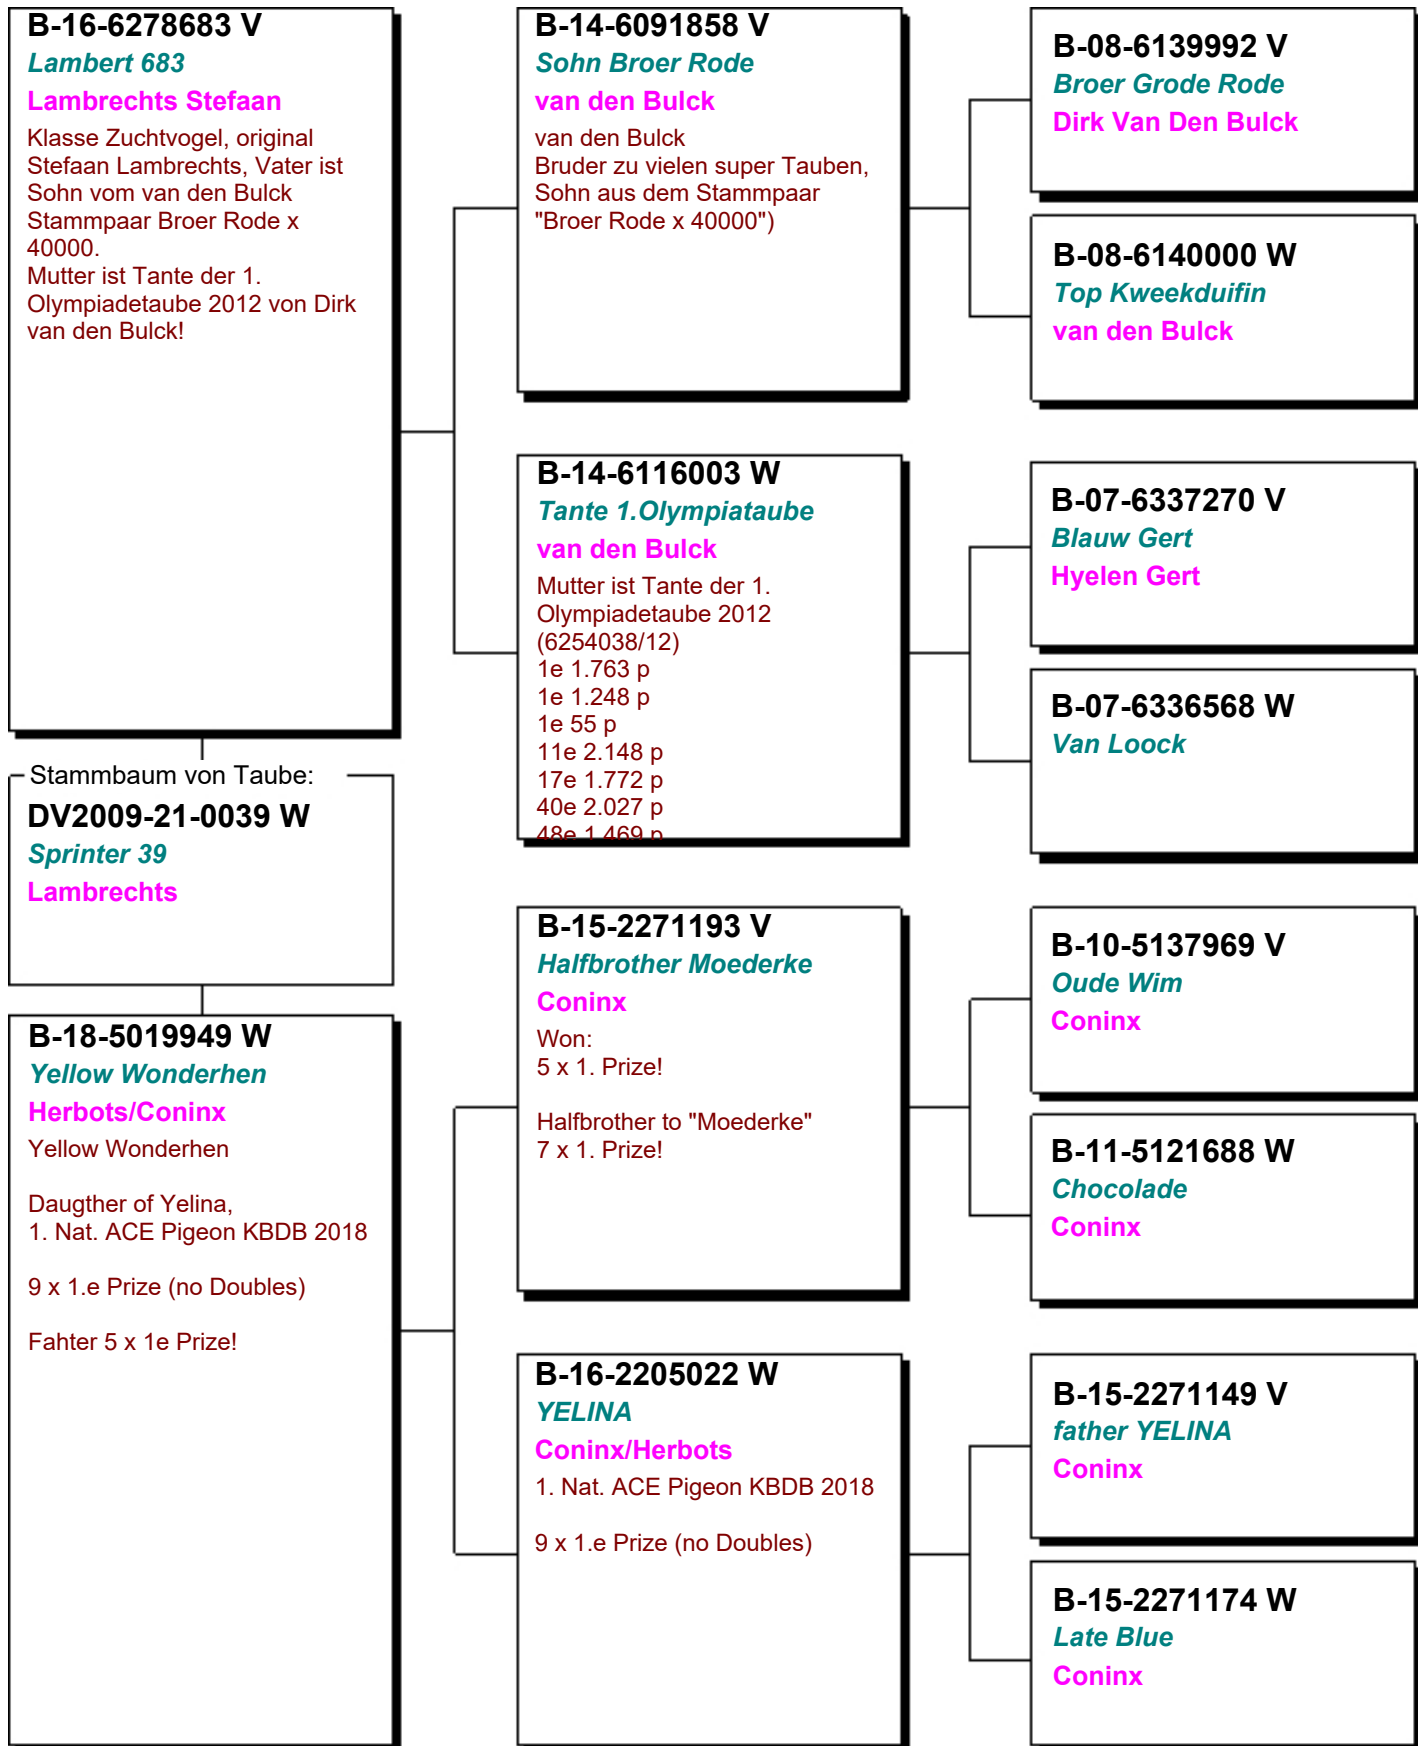 B-16-6278683 V
Lambert 683
Lambrechts Stefaan
Klasse Zuchtvogel, original
Stefaan Lambrechts, Vater ist
Sohn vom van den Bulck
Stammpaar Broer Rode x
40000.
Mutter ist Tante der 1.
Olympiadetaube 2012 von Dirk
van den Bulck!
Stammbaum von Taube:
DV2009-21-0039 W
Sprinter 39
Lambrechts
B-18-5019949 W
Yellow Wonderhen
Herbots/Coninx
Yellow Wonderhen
Daugther of Yelina,
1. Nat. ACE Pigeon KBDB 2018
9 x 1.e Prize (no Doubles)
Fahter 5 x 1e Prize!
B-14-6091858 V
Sohn Broer Rode
van den Bulck
van den Bulck
Bruder zu vielen super Tauben,
Sohn aus dem Stammpaar
"Broer Rode x 40000")
B-14-6116003 W
Tante 1.Olympiataube
van den Bulck
Mutter ist Tante der 1.
Olympiadetaube 2012
(6254038/12)
1e 1.763 p
1e 1.248 p
1e 55 p
11e 2.148 p
17e 1.772 p
40e 2.027 p
48e 1.469 p
B-15-2271193 V
Halfbrother Moederke
Coninx
Won:
5 x 1. Prize!
Halfbrother to "Moederke"
7 x 1. Prize!
B-16-2205022 W
YELINA
Coninx/Herbots
1. Nat. ACE Pigeon KBDB 2018
9 x 1.e Prize (no Doubles)
B-08-6139992 V
Broer Grode Rode
Dirk Van Den Bulck
B-08-6140000 W
Top Kweekduifin
van den Bulck
B-07-6337270 V
Blauw Gert
Hyelen Gert
B-07-6336568 W
Van Loock
B-10-5137969 V
Oude Wim
Coninx
B-11-5121688 W
Chocolade
Coninx
B-15-2271149 V
father YELINA
Coninx
B-15-2271174 W
Late Blue
Coninx